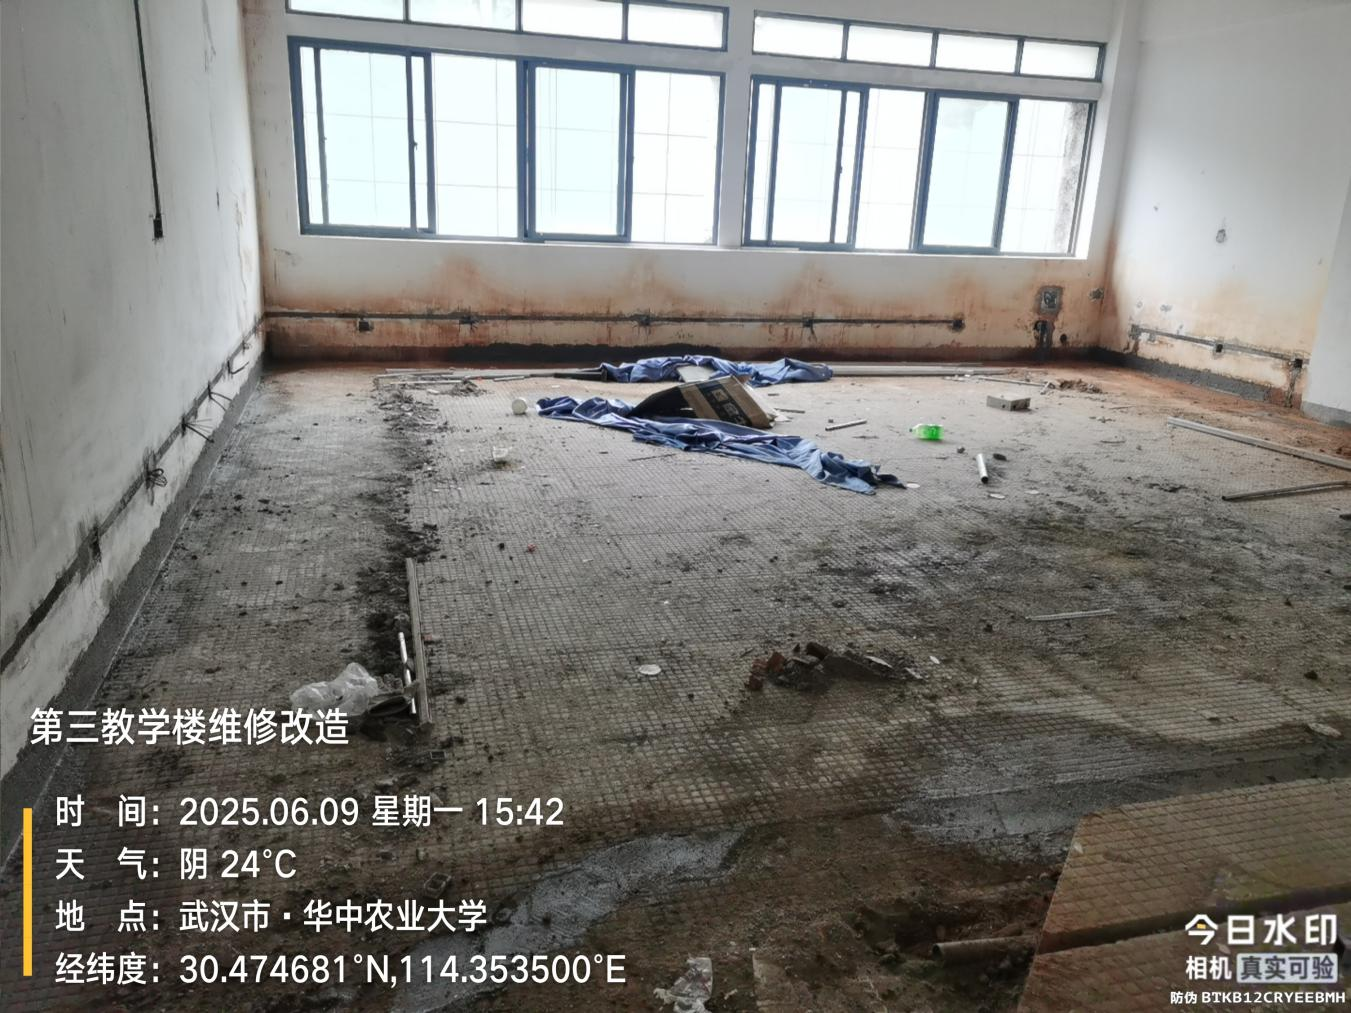 第三教学楼维修改造
时 间：2025.06.09 星期一 15:42
天 气：阴 24°C
地 点：武汉市·华中农业大学
经纬度：30.474681°N,114.353500°E
今日水印
相机 真实可验
防伪 BTKB12CRYEEBMH